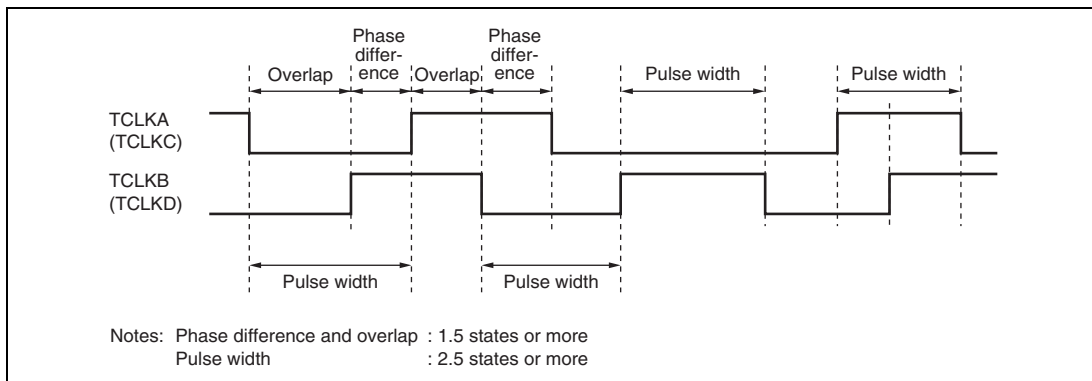 Phase
differ-
ence
Phase
differ-
ence
Overlap
Overlap
Pulse width
Pulse width
TCLKA
(TCLKC)
TCLKB
(TCLKD)
Pulse width
Pulse width
Notes: Phase difference and overlap : 1.5 states or more
Pulse width : 2.5 states or more